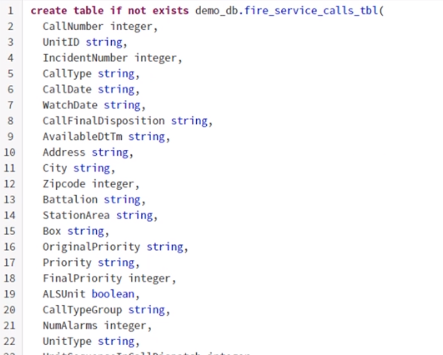 1 create table if not exists demo_db.fire_service_calls_tbl(
2 CallNumber integer,
3 UnitID string,
4 IncidentNumber integer,
5 CallType string,
6 CallDate string,
7 WatchDate string,
8 CallFinalDisposition string,
9 AvailableDtTm string,
10 Address string,
11 City string,
12 Zipcode integer,
13 Battalion string,
14 StationArea string,
15 Box string,
16 OriginalPriority string,
17 Priority string,
18 FinalPriority integer,
19 ALSUnit boolean,
20 CallTypeGroup string,
21 NumAlarms integer,
22 UnitType string,